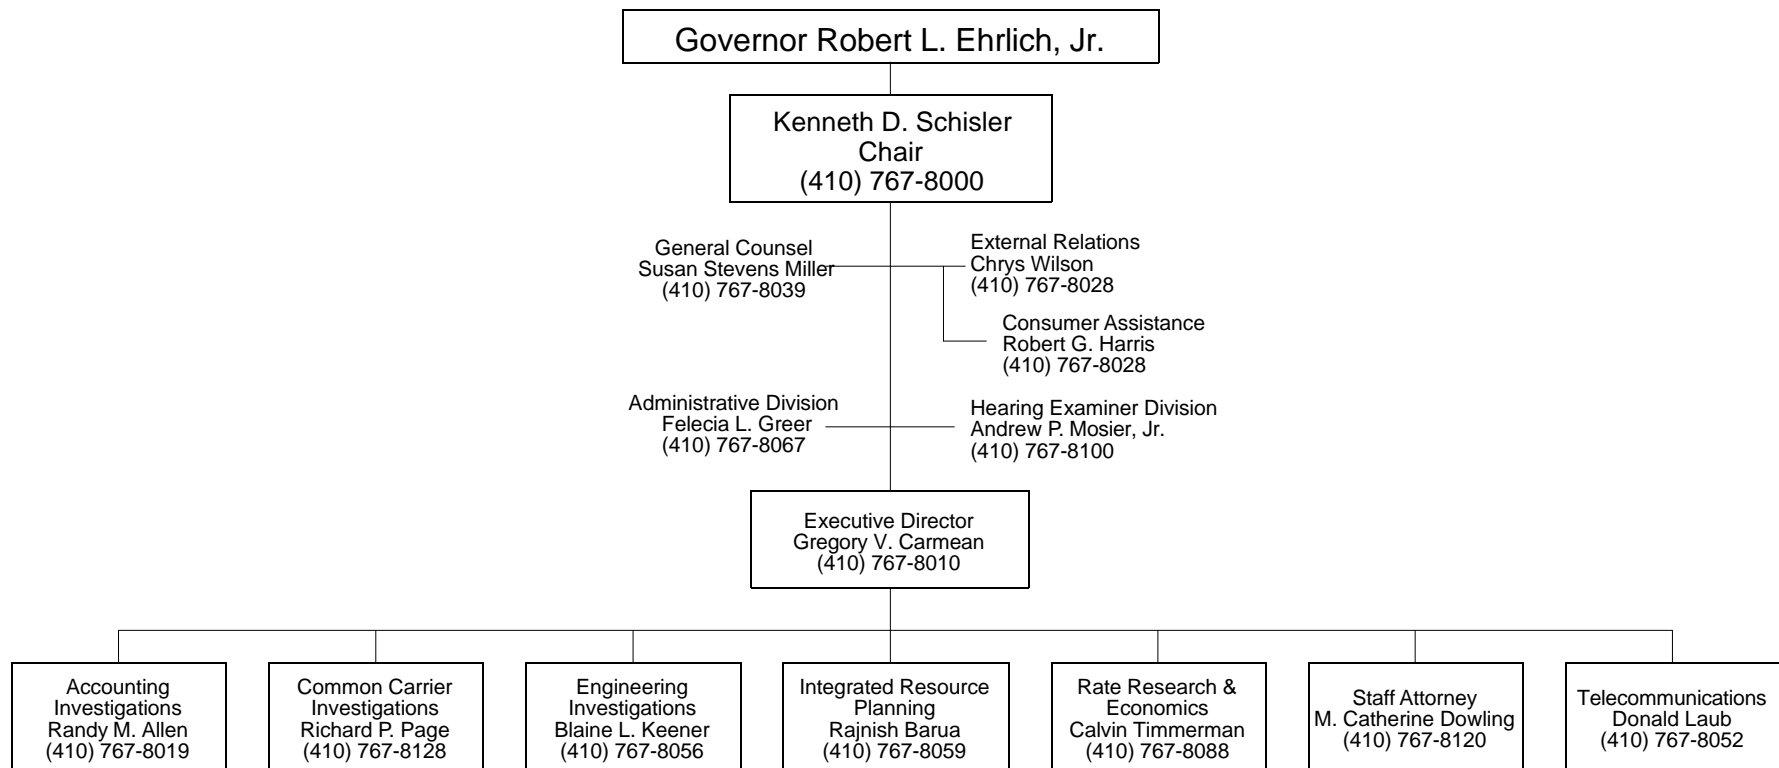 Governor Robert L. Ehrlich, Jr.
Kenneth D. Schisler
Chair
(410) 767-8000
General Counsel
Susan Stevens Miller
(410) 767-8039
External Relations
Chrys Wilson
(410) 767-8028
Consumer Assistance
Robert G. Harris
(410) 767-8028
Administrative Division
Felecia L. Greer
(410) 767-8067
Hearing Examiner Division
Andrew P. Mosier, Jr.
(410) 767-8100
Executive Director
Gregory V. Carmean
(410) 767-8010
Accounting
Investigations
Randy M. Allen
(410) 767-8019
Common Carrier
Investigations
Richard P. Page
(410) 767-8128
Engineering
Investigations
Blaine L. Keener
(410) 767-8056
Integrated Resource
Planning
Rajnish Barua
(410) 767-8059
Rate Research &
Economics
Calvin Timmerman
(410) 767-8088
Staff Attorney
M. Catherine Dowling
(410) 767-8120
Telecommunications
Donald Laub
(410) 767-8052